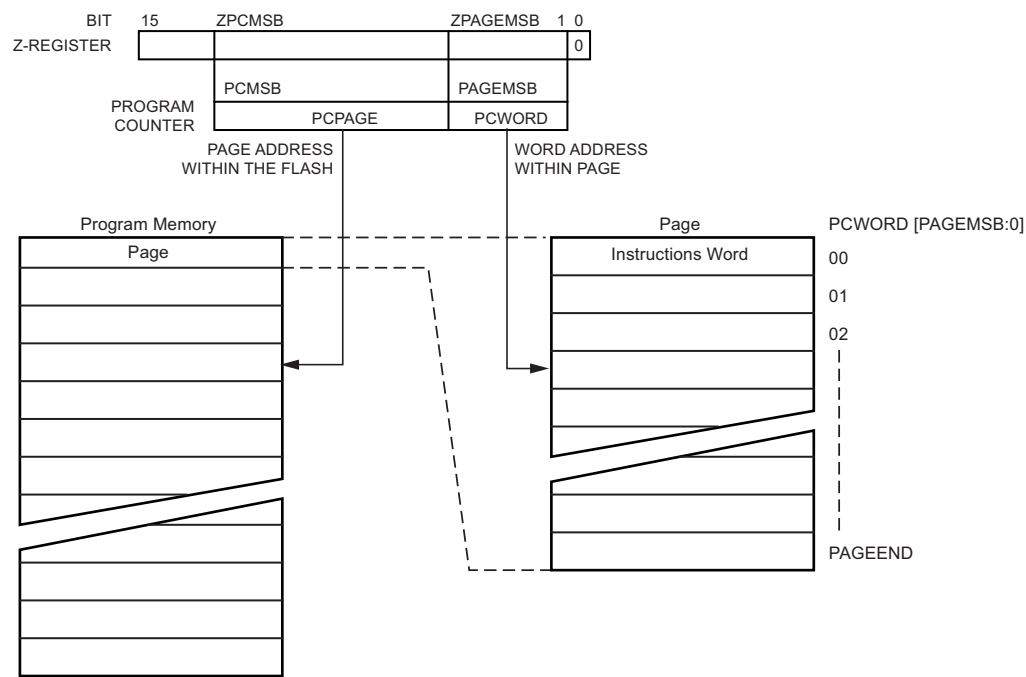 BIT 15 ZPCMSB ZPAGEMSB 1 0
Z-REGISTER 0
PCMSB PAGEMSB
PROGRAM
COUNTER
PCPAGE PCWORD
PAGE ADDRESS
WITHIN THE FLASH
WORD ADDRESS
WITHIN PAGE
Program Memory Page PCWORD [PAGEMSB:0]
Page Instructions Word 00
01
02
PAGEEND